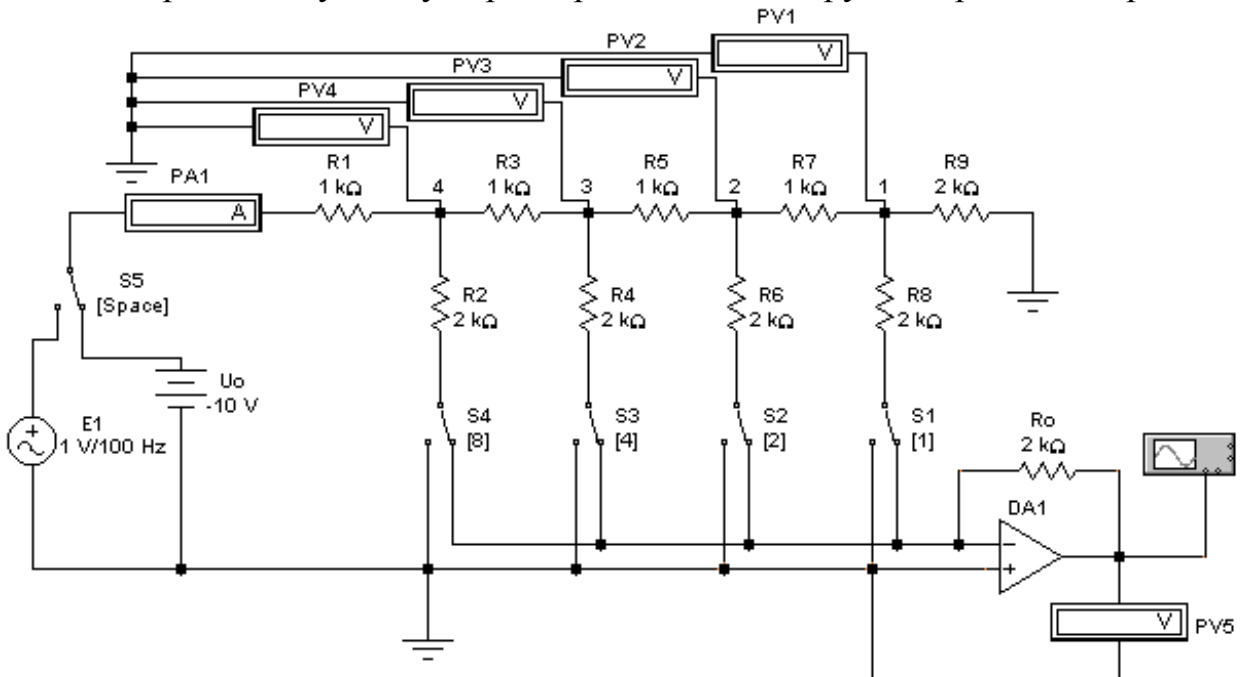 PV1
PV2
PV3
PV4
R1
1 kΩ
R3
1 kΩ
R5
1 kΩ
R7
1 kΩ
R9
2 kΩ
PA1
A
V
V
V
V
4
3
2
1
S5
[Space]
R2
2 kΩ
R4
2 kΩ
R6
2 kΩ
R8
2 kΩ
Uo
-10 V
E1
1 V/100 Hz
S4
[8]
S3
[4]
S2
[2]
S1
[1]
Ro
2 kΩ
DA1
V
PV5